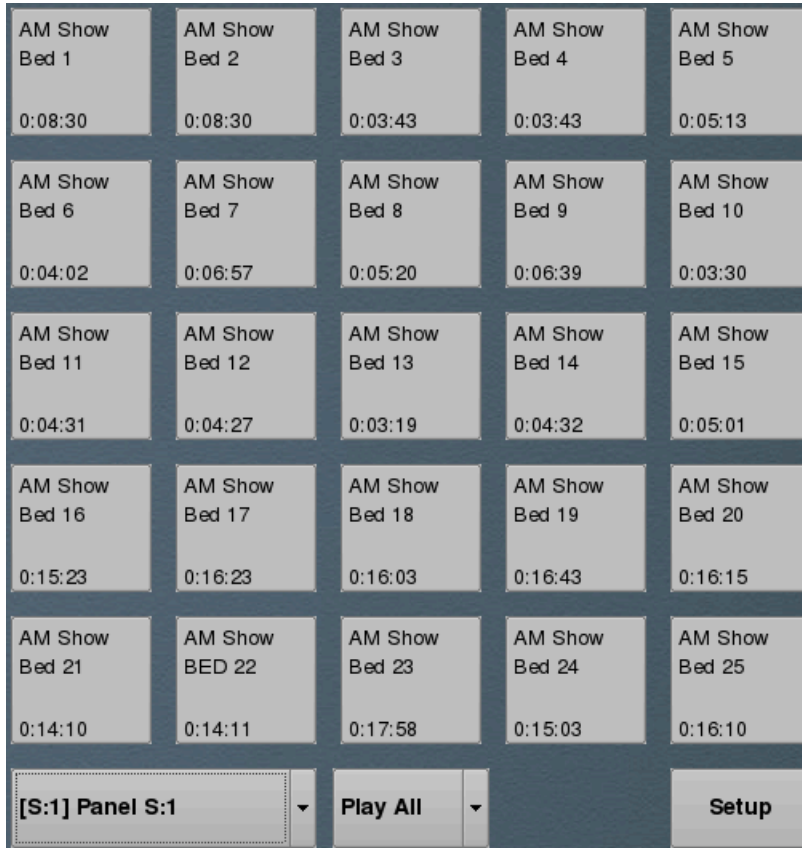 AM Show
Bed 1
0:08:30
AM Show
Bed 2
0:08:30
AM Show
Bed 3
0:03:43
AM Show
Bed 4
0:03:43
AM Show
Bed 5
0:05:13
AM Show
Bed 6
0:04:02
AM Show
Bed 7
0:06:57
AM Show
Bed 8
0:05:20
AM Show
Bed 9
0:06:39
AM Show
Bed 10
0:03:30
AM Show
Bed 11
0:04:31
AM Show
Bed 12
0:04:27
AM Show
Bed 13
0:03:19
AM Show
Bed 14
0:04:32
AM Show
Bed 15
0:05:01
AM Show
Bed 16
0:15:23
AM Show
Bed 17
0:16:23
AM Show
Bed 18
0:16:03
AM Show
Bed 19
0:16:43
AM Show
Bed 20
0:16:15
AM Show
Bed 21
0:14:10
AM Show
BED 22
0:14:11
AM Show
Bed 23
0:17:58
AM Show
Bed 24
0:15:03
AM Show
Bed 25
0:16:10
[S:1] Panel S:1
Play All
Setup